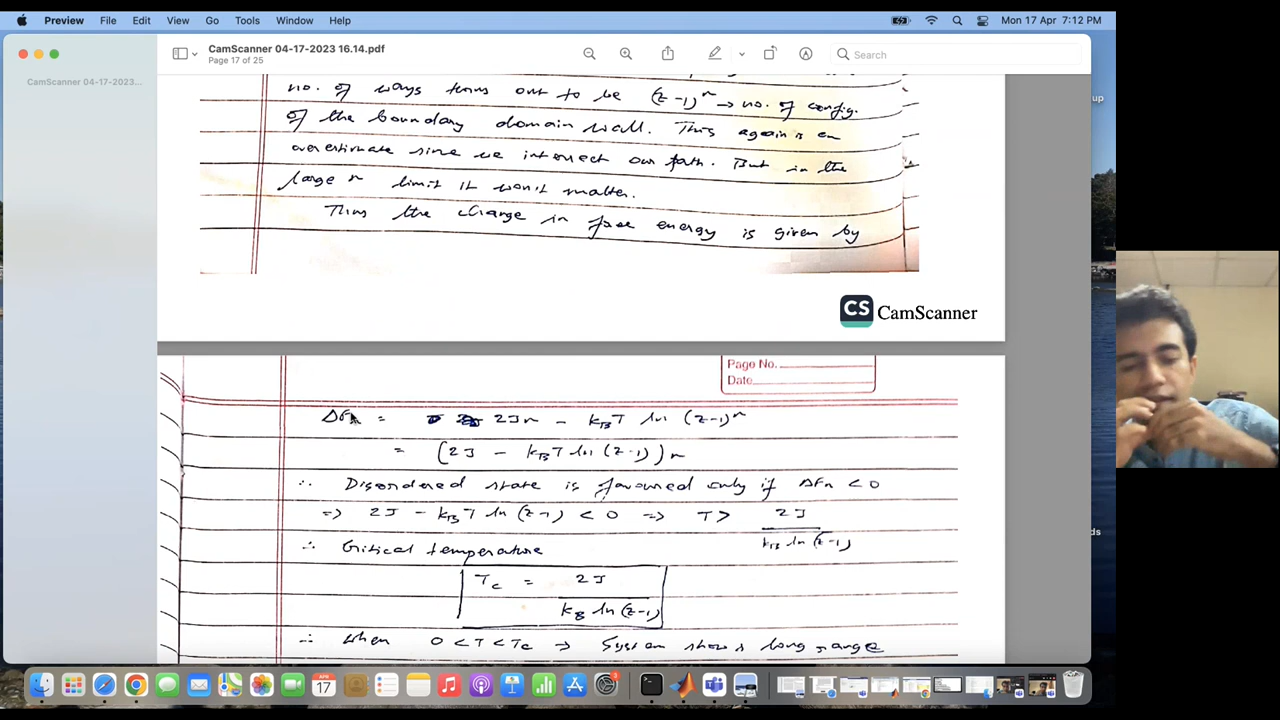 Preview File Edit View Go Tools Window Help Mon 17 Apr 7:12 PM
CamScanner 04-17-2023 16.14.pdf
Page 17 of 25
Search
CamScanner 04-17-2023...
no. of ways turns out to be (z-1)^n → no. of config.
of the boundary domain wall. This again is an
overestimate since we intersect our path. But in the
large n limit it won't matter.
Thus the change in free energy is given by
CS CamScanner
Page No.
Date
ΔFn = 2Jn - k_BT ln (z-1)^n
= (2J - k_BT ln (z-1)) n
∴ Disordered state is favoured only if ΔFn < 0
=> 2J - k_BT ln (z-1) < 0 => T > 2J / k_B ln (z-1)
∴ Critical temperature
T_c = 2J / k_B ln (z-1)
∴ When 0 < T < T_c => System shows long range
17